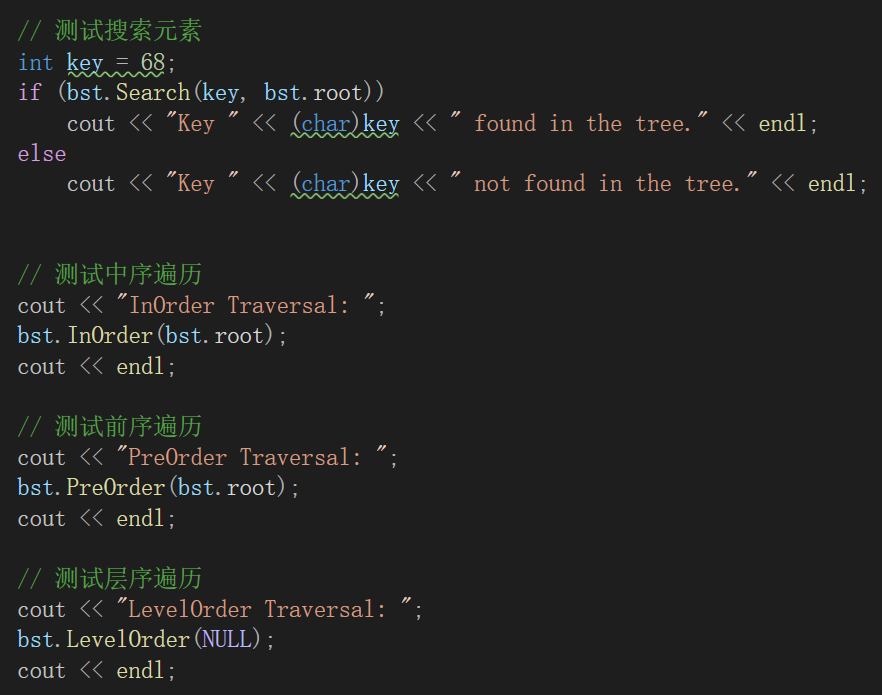 // 测试搜索元素
int key = 68;
if (bst.Search(key, bst.root))
    cout << "Key " << (char)key << " found in the tree." << endl;
else
    cout << "Key " << (char)key << " not found in the tree." << endl;
// 测试中序遍历
cout << "InOrder Traversal: ";
bst.InOrder(bst.root);
cout << endl;
// 测试前序遍历
cout << "PreOrder Traversal: ";
bst.PreOrder(bst.root);
cout << endl;
// 测试层序遍历
cout << "LevelOrder Traversal: ";
bst.LevelOrder(NULL);
cout << endl;